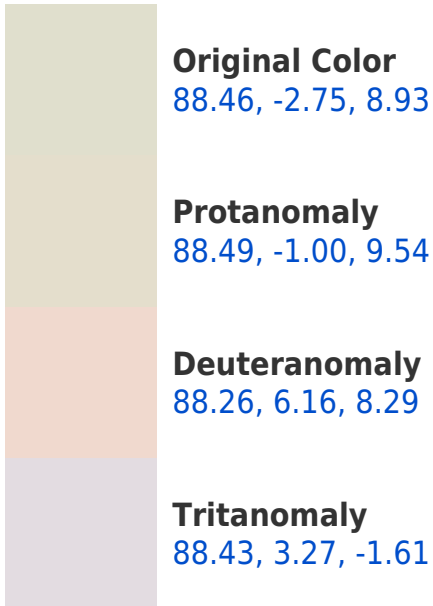 Original Color
88.46, -2.75, 8.93
Protanomaly
88.49, -1.00, 9.54
Deuteranomaly
88.26, 6.16, 8.29
Tritanomaly
88.43, 3.27, -1.61